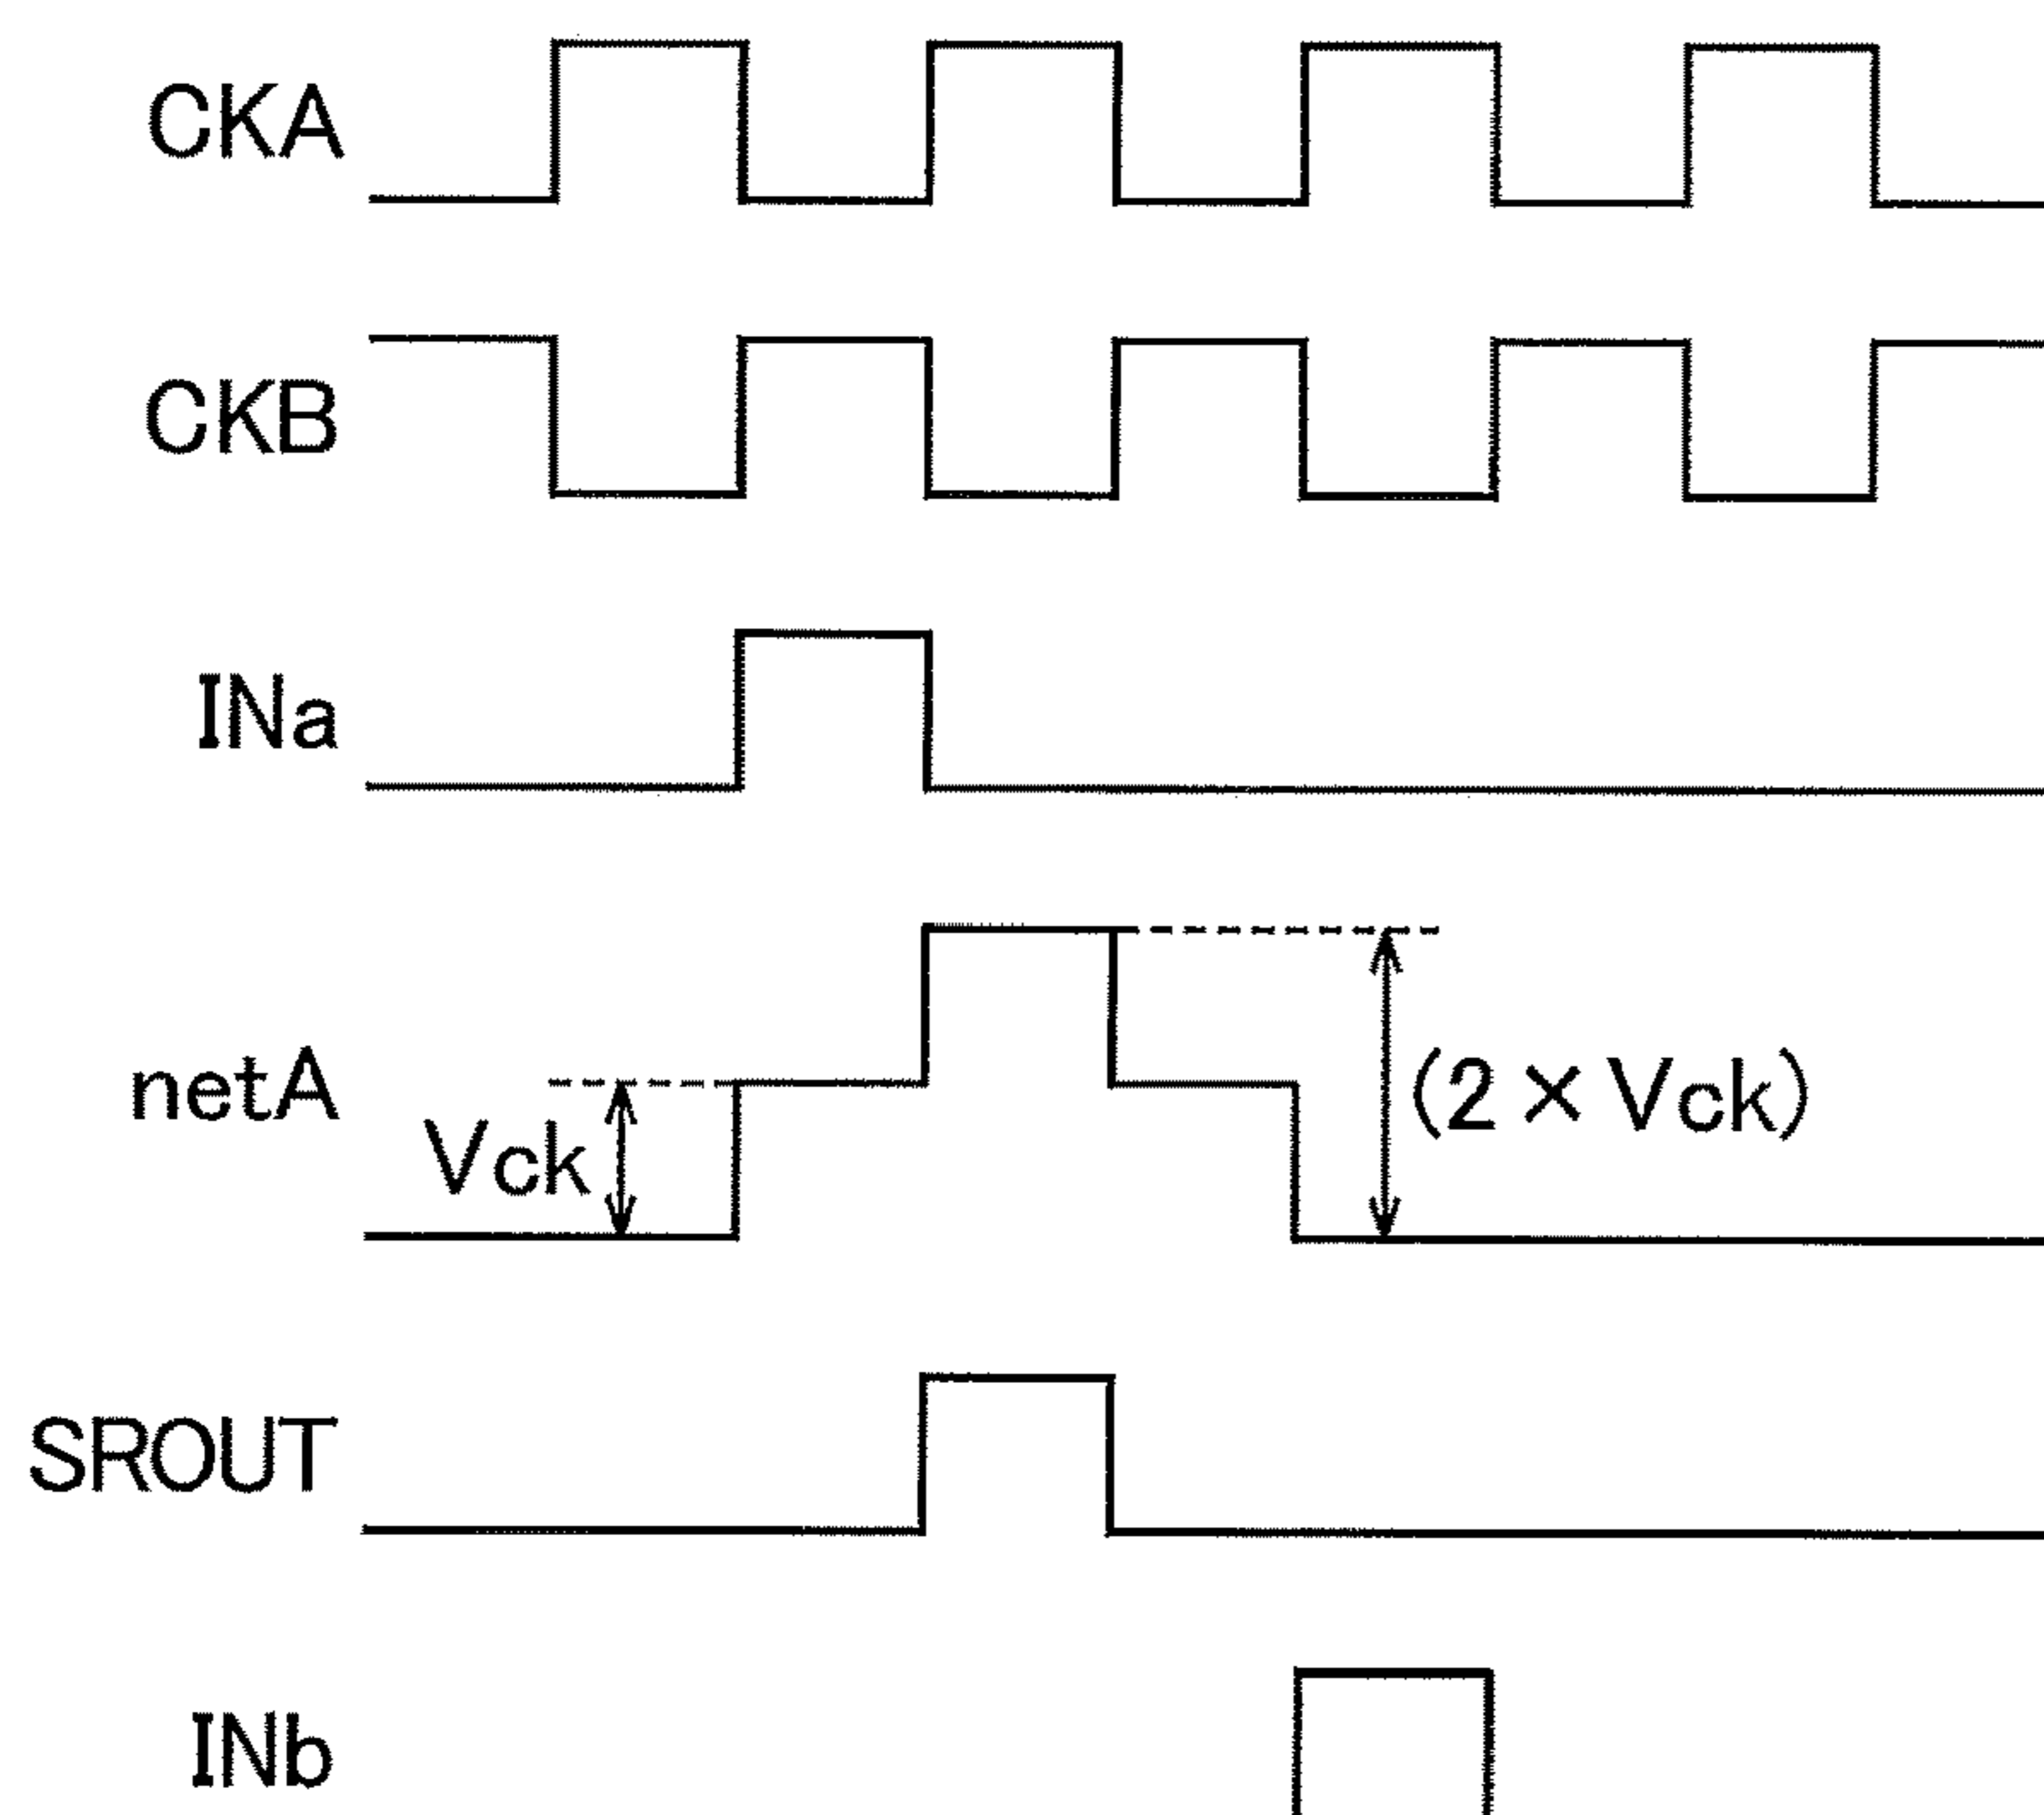 CKA
CKB
INa
netA
Vck
(2 × Vck)
SROUT
INb